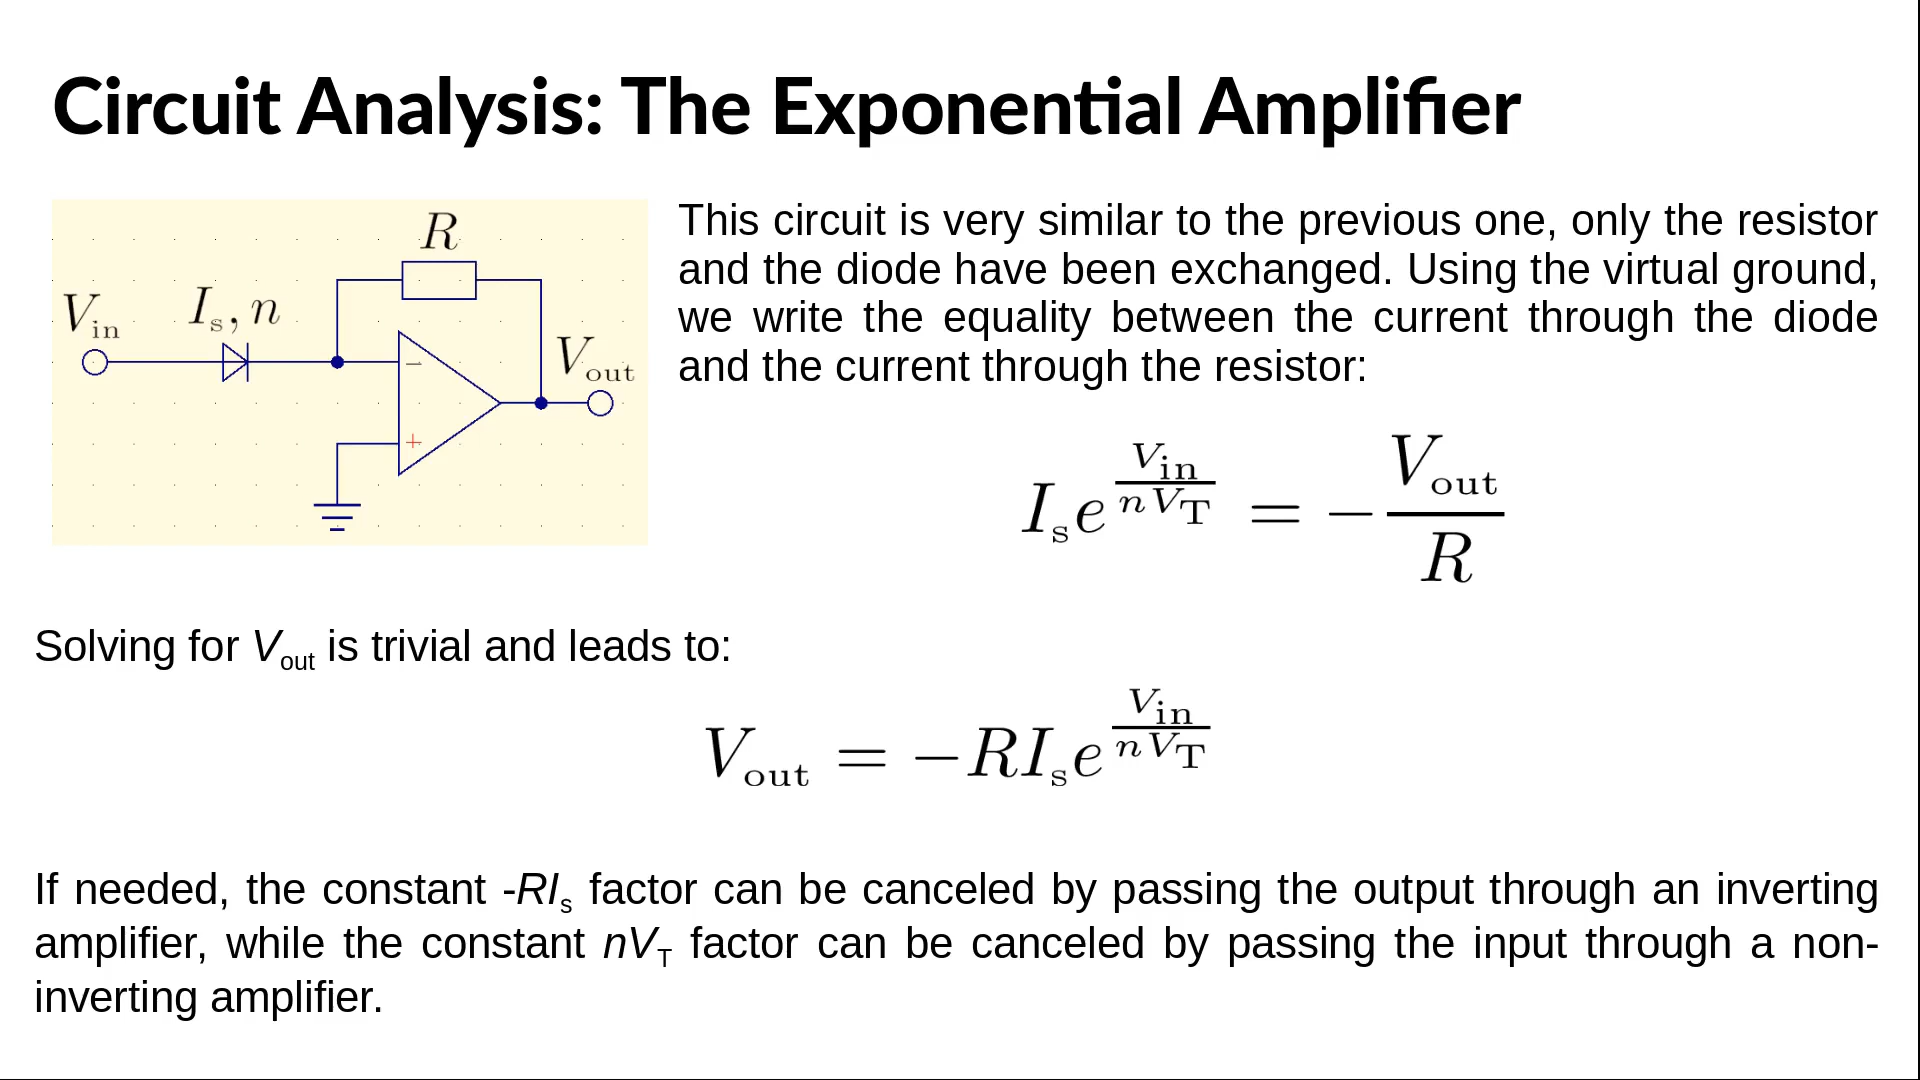 Circuit Analysis: The Exponential Amplifier
R
V_in
I_s, n
V_out
−
+
This circuit is very similar to the previous one, only the resistor
and the diode have been exchanged. Using the virtual ground,
we write the equality between the current through the diode
and the current through the resistor:
I_s e^{V_in / nV_T} = − V_out / R
Solving for V_out is trivial and leads to:
V_out = −RI_s e^{V_in / nV_T}
If needed, the constant -RI_s factor can be canceled by passing the output through an inverting
amplifier, while the constant nV_T factor can be canceled by passing the input through a non-
inverting amplifier.